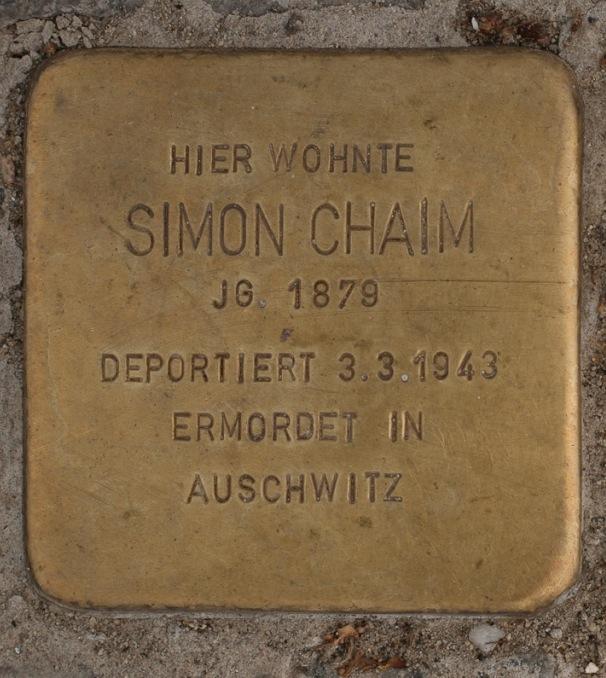 HIER WOHNTE
SIMON CHAIM
JG. 1879
DEPORTIERT 3.3.1943
ERMORDET IN
AUSCHWITZ